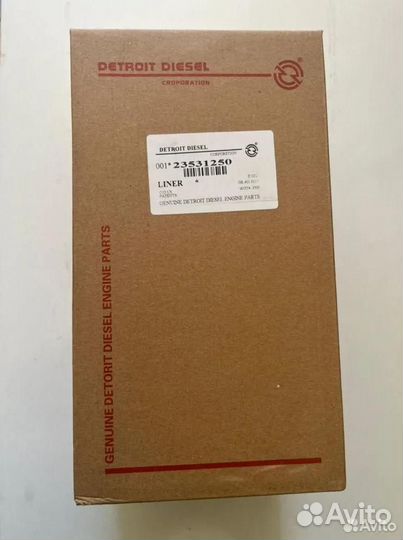 DETROIT DIESEL
CROPORATION
DETROIT DIESEL
CORPORATION
001* 23531250
LINER *
GENUINE DETROIT DIESEL ENGINE PARTS
GENUINE DETORIT DIESEL ENGINE PARTS
Avito
Avito